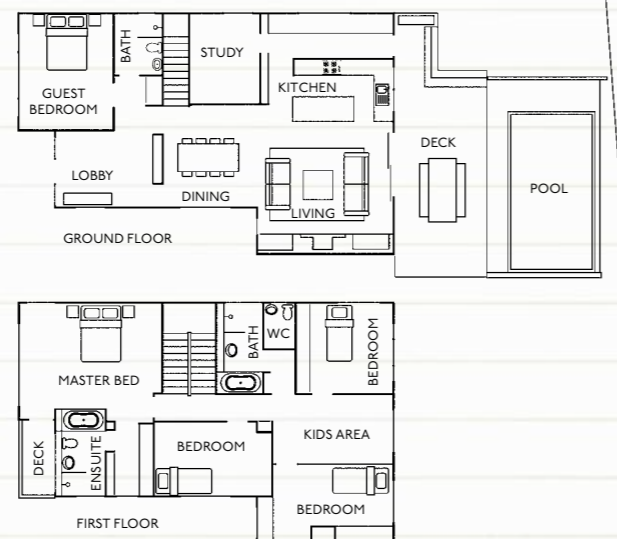 BATH
STUDY
KITCHEN
GUEST
BEDROOM
DECK
LOBBY
DINING
LIVING
POOL
GROUND FLOOR
BATH
WC
BEDROOM
MASTER BED
DECK
ENSUITE
BEDROOM
KIDS AREA
BEDROOM
FIRST FLOOR